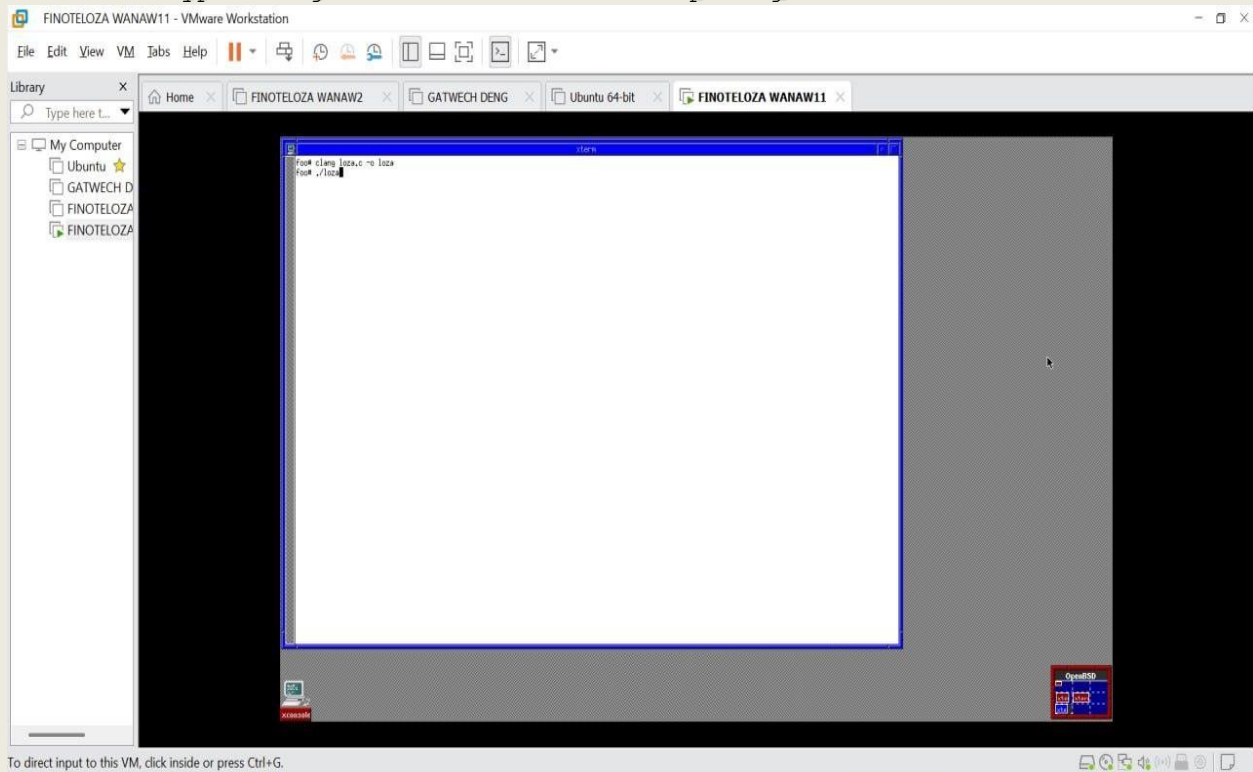 FINOTELOZA WANAW11 - VMware Workstation
File Edit View VM Tabs Help
Library
Home
FINOTELOZA WANAW2
GATWECH DENG
Ubuntu 64-bit
FINOTELOZA WANAW11
Type here t...
My Computer
Ubuntu
GATWECH D
FINOTELOZA
FINOTELOZA
xterm
foo# clang loza.c -o loza
foo# ./loza
xconsole
OpenBSD
To direct input to this VM, click inside or press Ctrl+G.